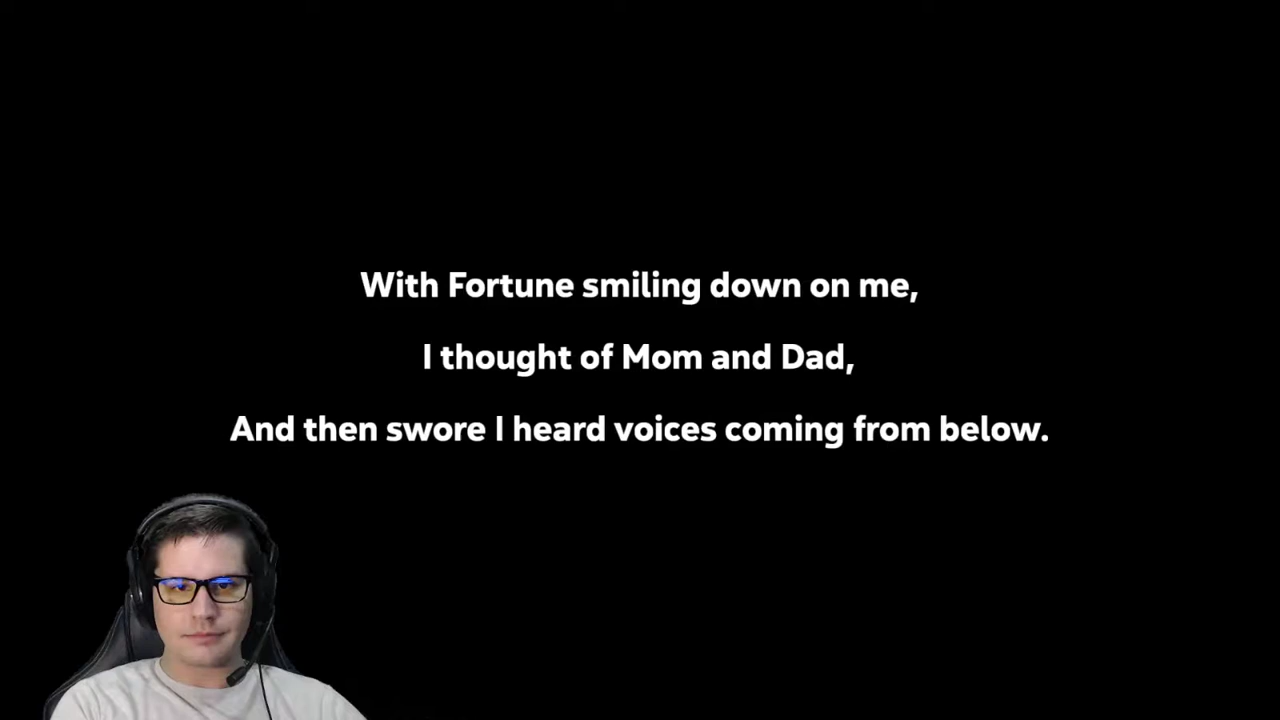 With Fortune smiling down on me,
I thought of Mom and Dad,
And then swore I heard voices coming from below.